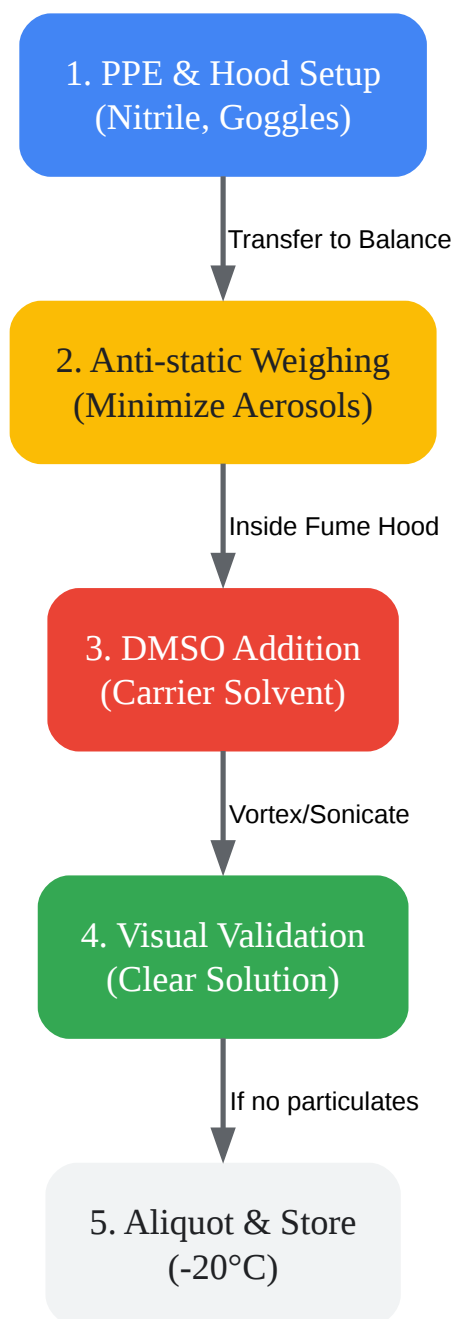 1. PPE & Hood Setup
(Nitrile, Goggles)
Transfer to Balance
2. Anti-static Weighing
(Minimize Aerosols)
Inside Fume Hood
3. DMSO Addition
(Carrier Solvent)
Vortex/Sonicate
4. Visual Validation
(Clear Solution)
If no particulates
5. Aliquot & Store
(-20°C)